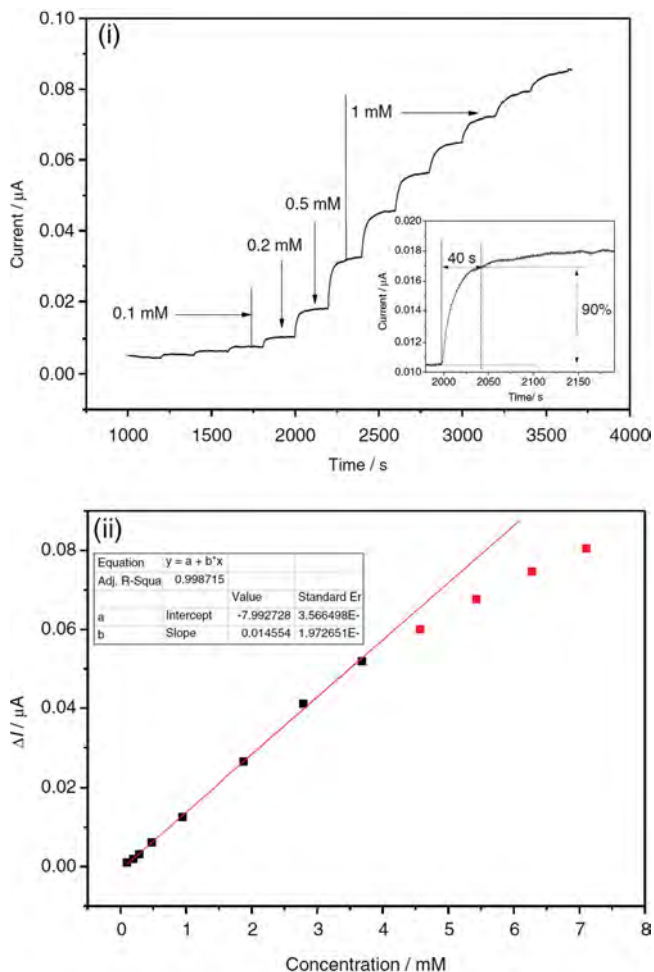 (i)
0.10
0.08
0.06
0.04
0.02
0.00
Current / μA
1 mM
0.5 mM
0.2 mM
0.1 mM
0.020
0.018
0.016
0.014
0.012
0.010
Current / μA
40 s
90%
2000 2050 2100 2150
Time/ s
1000 1500 2000 2500 3000 3500 4000
Time / s
(ii)
0.08
0.06
0.04
0.02
0.00
ΔI / μA
Equation y = a + b*x
Adj. R-Squa 0.998715
Value Standard Er
a Intercept -7.992728 3.566498E-
b Slope 0.014554 1.972651E-
0 1 2 3 4 5 6 7 8
Concentration / mM